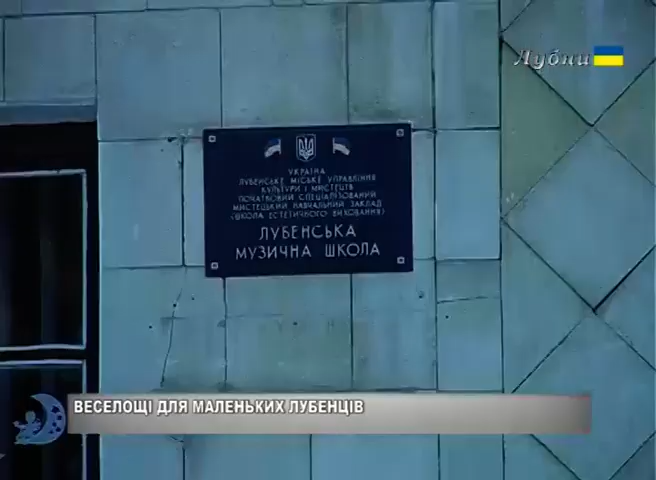 Лубни
УКРАЇНА
ЛУБЕНСЬКЕ МІСЬКЕ УПРАВЛІННЯ
КУЛЬТУРИ І МИСТЕЦТВ
ПОЧАТКОВИЙ СПЕЦІАЛІЗОВАНИЙ
МИСТЕЦЬКИЙ НАВЧАЛЬНИЙ ЗАКЛАД
(ШКОЛА ЕСТЕТИЧНОГО ВИХОВАННЯ)
ЛУБЕНСЬКА
МУЗИЧНА ШКОЛА
ВЕСЕЛОЩІ ДЛЯ МАЛЕНЬКИХ ЛУБЕНЦІВ